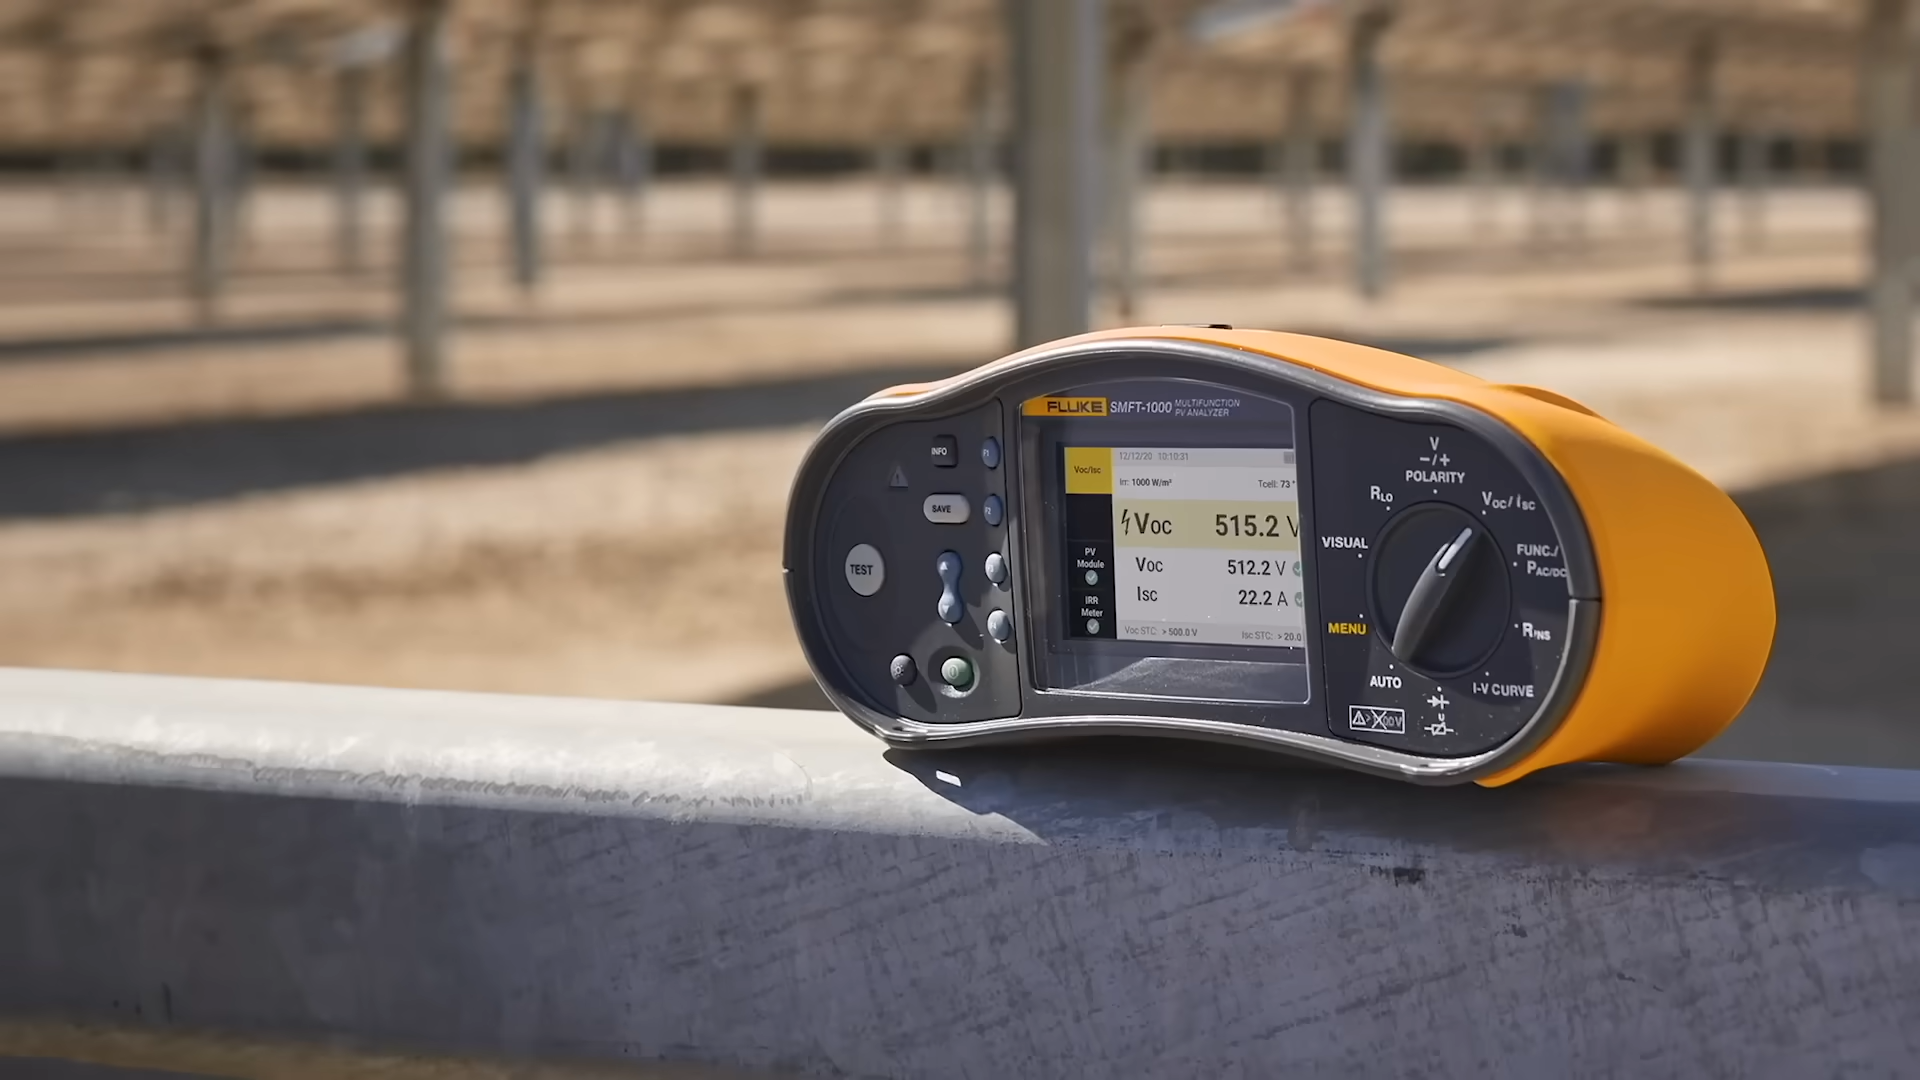 FLUKE SMFT-1000 MULTIFUNCTION
PV ANALYZER
INFO
F1
SAVE
F2
TEST
Voc/Isc
12/12/20 10:10:31
Irr: 1000 W/m²
Tcell: 73 °
Voc 515.2 V
PV
Module
Voc 512.2 V
IRR
Meter
Isc 22.2 A
Voc STC: > 500.0 V
Isc STC: > 20.0
V
−/+
POLARITY
RLO
VOC/ISC
VISUAL
FUNC./
PAC/DC
MENU
RINS
AUTO
I-V CURVE